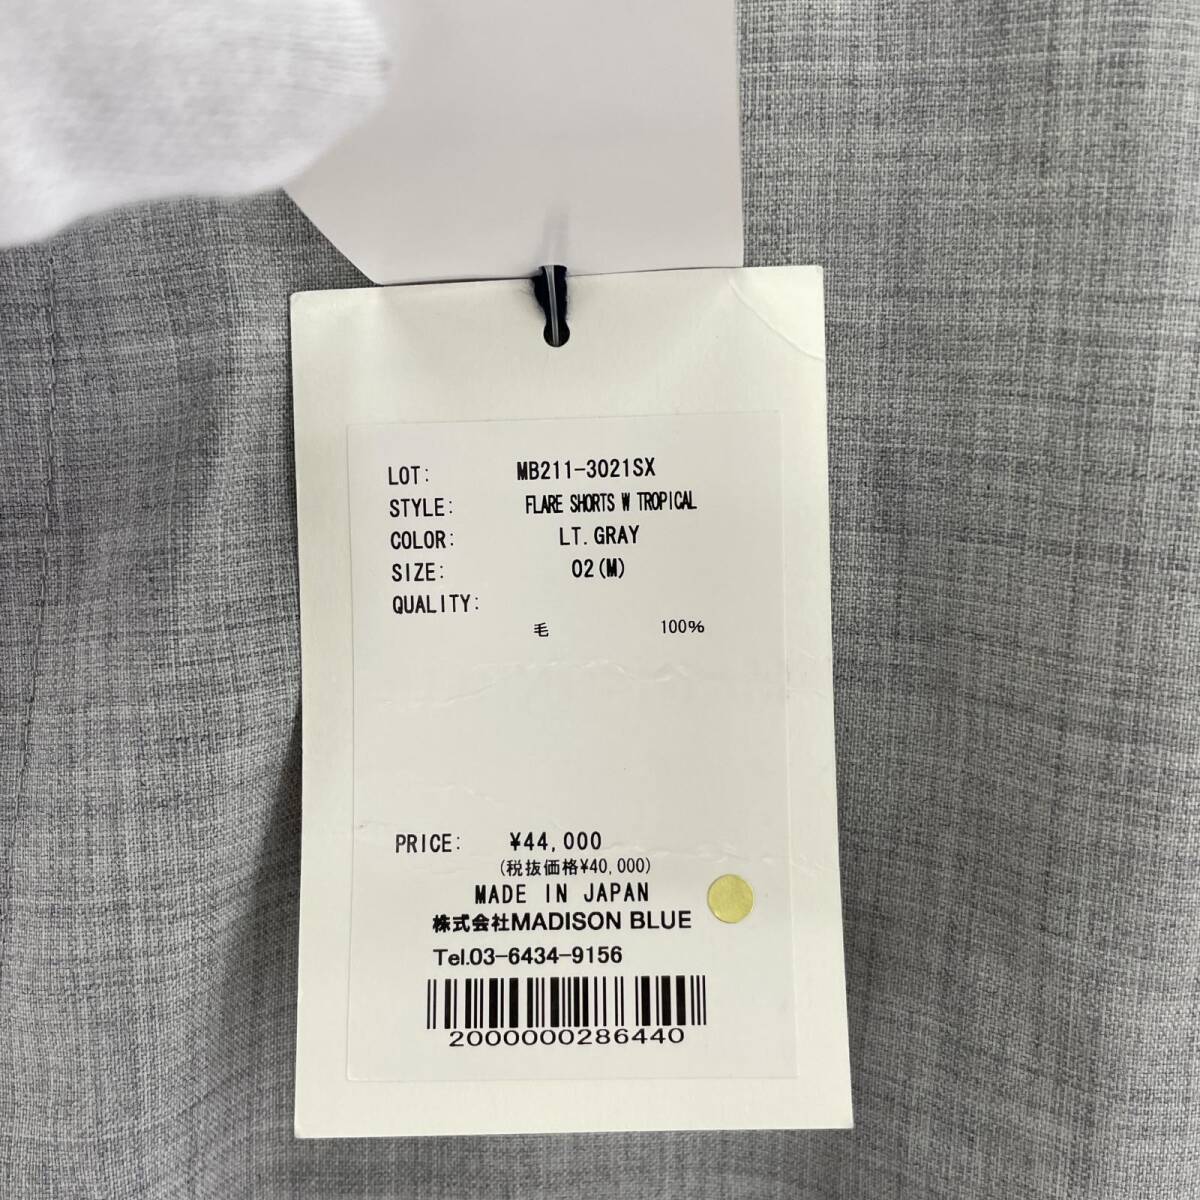 LOT: MB211-3021SX
STYLE: FLARE SHORTS W TROPICAL
COLOR: LT.GRAY
SIZE: 02(M)
QUALITY:
毛 100%
PRICE: ¥44,000
(税抜価格¥40,000)
MADE IN JAPAN
株式会社MADISON BLUE
Tel.03-6434-9156
2000000286440